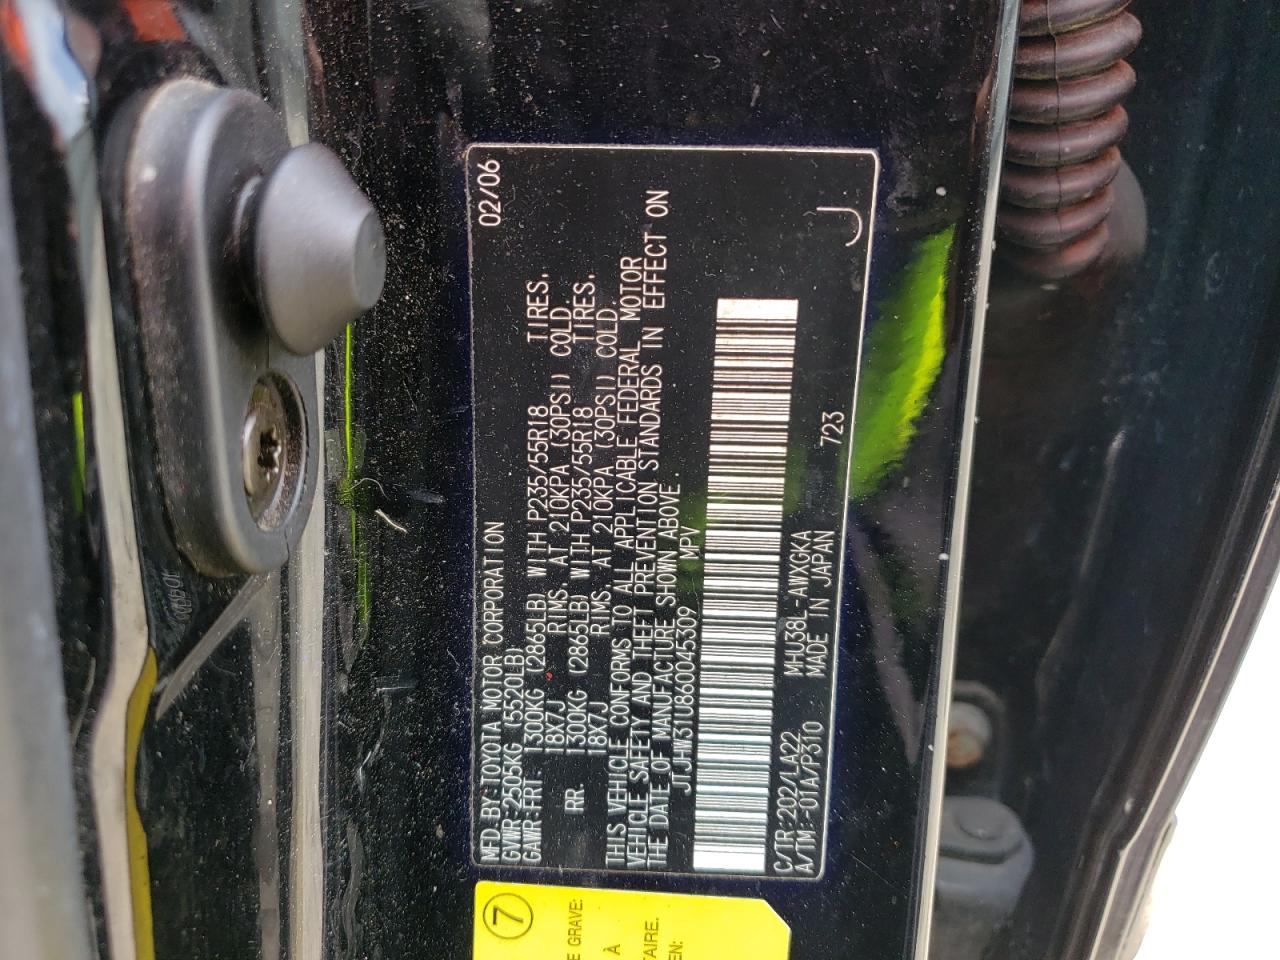 MFD.BY:TOYOTA MOTOR CORPORATION 02/06
GVWR:2505KG (5520LB)
GAWR:FRT. 1300KG (2865LB) WITH P235/55R18 TIRES.
18X7J RIMS. AT 210KPA (30PSI) COLD.
RR. 1300KG (2865LB) WITH P235/55R18 TIRES.
18X7J RIMS. AT 210KPA (30PSI) COLD.
THIS VEHICLE CONFORMS TO ALL APPLICABLE FEDERAL MOTOR
VEHICLE SAFETY AND THEFT PREVENTION STANDARDS IN EFFECT ON
THE DATE OF MANUFACTURE SHOWN ABOVE.
JTJHW31U860045309 MPV
C/TR:202/LA22 MHU38L-AWXGKA 723 J
A/TM:-01A/P310 MADE IN JAPAN
7
E GRAVE:
À
TAIRE.
EN: